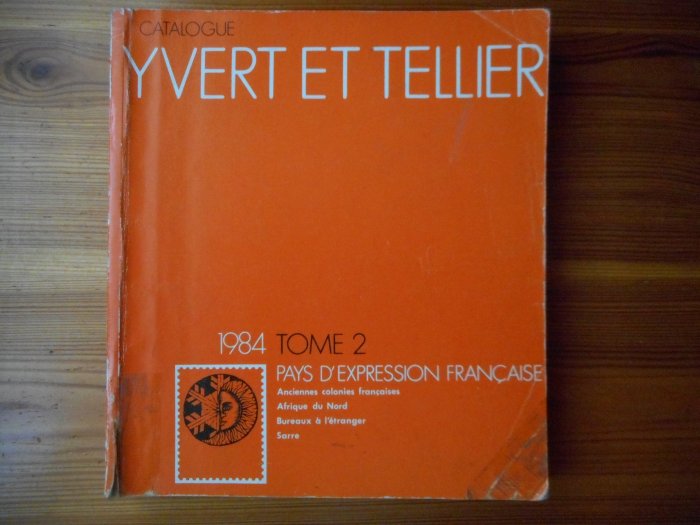 CATALOGUE
YVERT ET TELLIER
1984 TOME 2
PAYS D'EXPRESSION FRANÇAISE
Anciennes colonies françaises
Afrique du Nord
Bureaux à l'étranger
Sarre